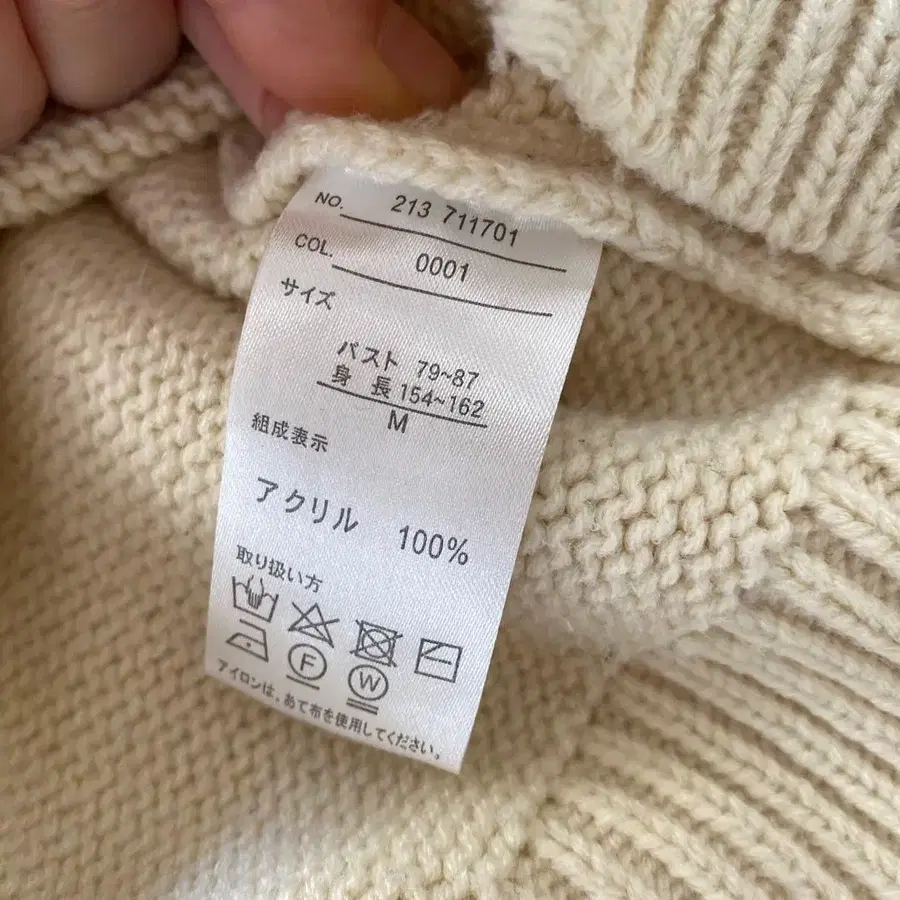 NO. 213 711701
COL. 0001
サイズ
バスト 79~87
身長 154~162
M
組成表示
アクリル 100%
取り扱い方
F
W
アイロンは、あて布を使用してください。